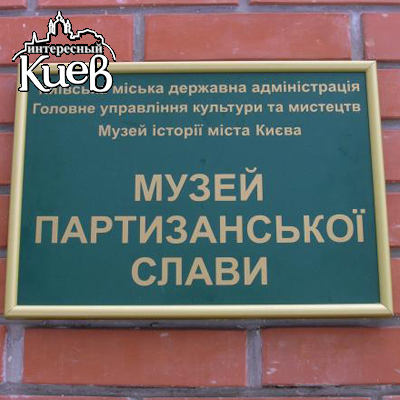 интересный
Киев
міська державна адміністрація
Головне управління культури та мистецтв
Музей історії міста Києва
МУЗЕЙ
ПАРТИЗАНСЬКОЇ
СЛАВИ